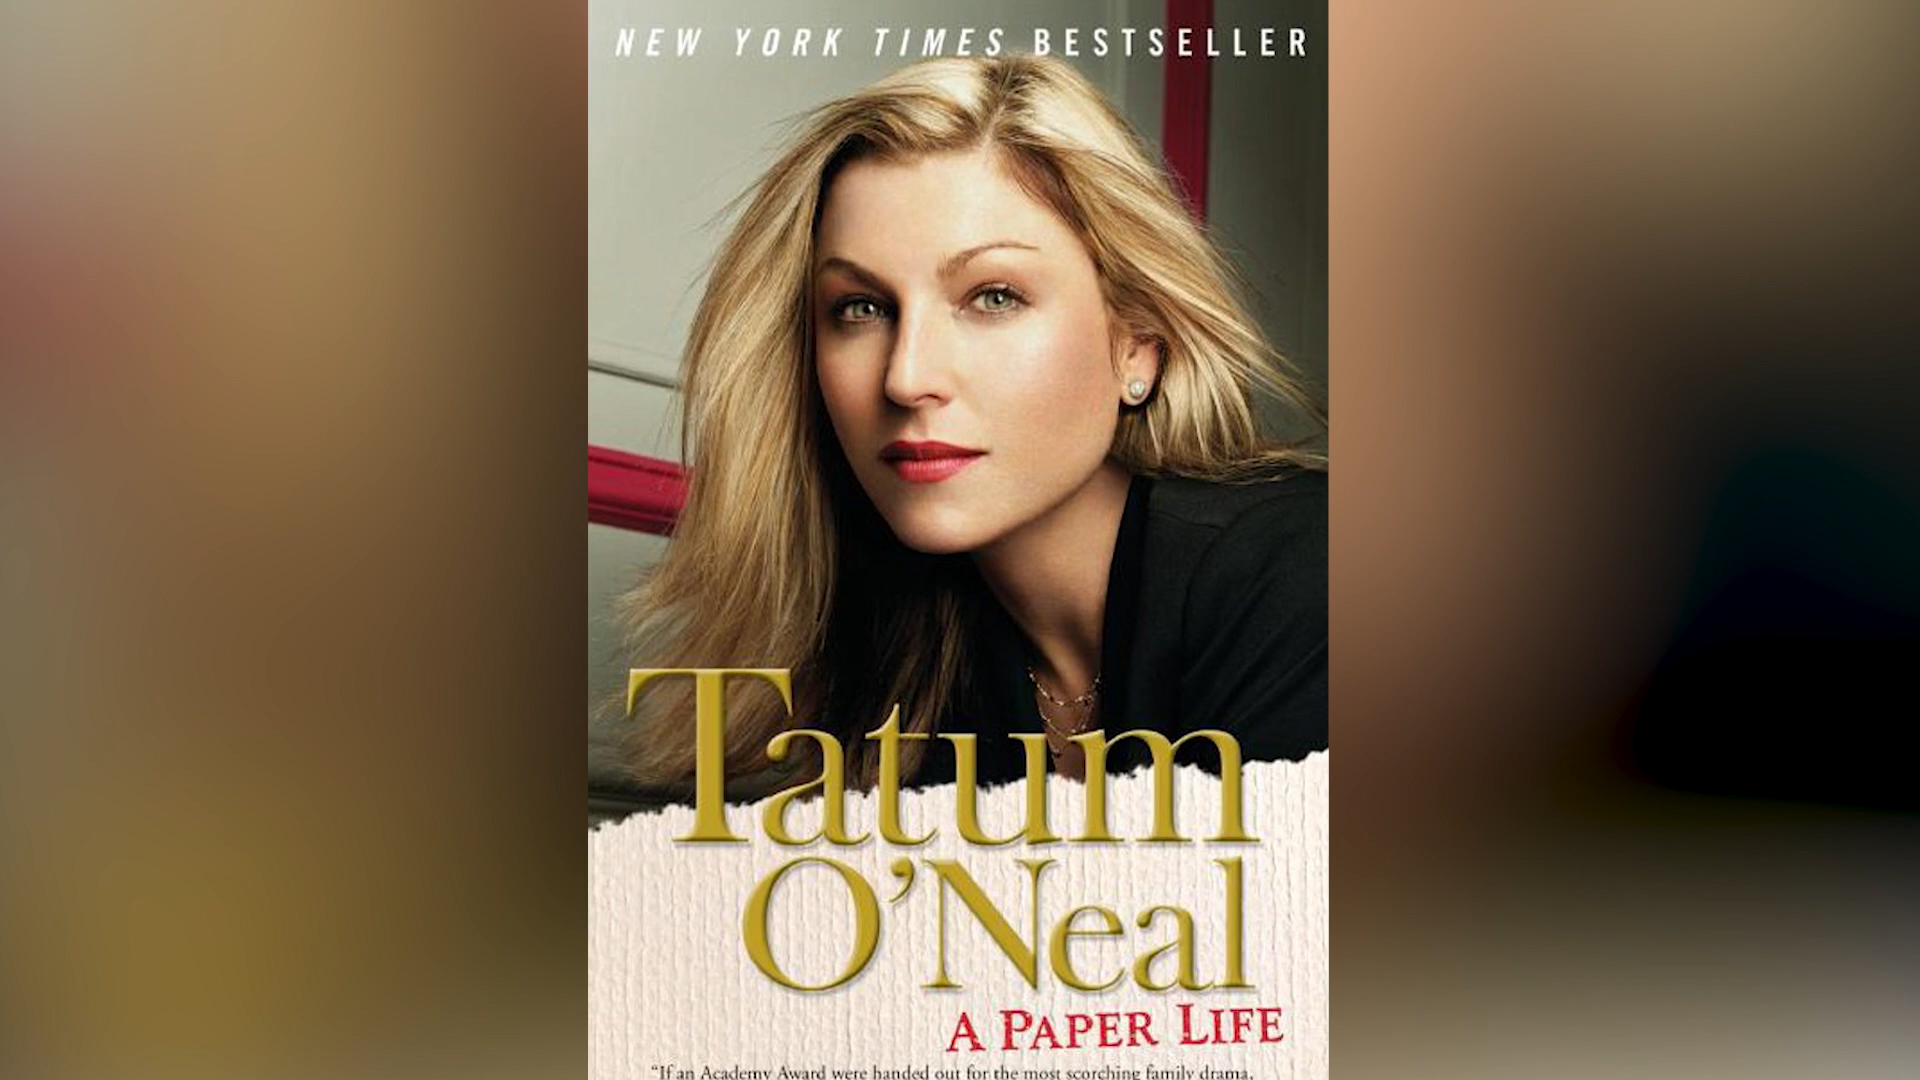 NEW YORK TIMES BESTSELLER
Tatum
O'Neal
A PAPER LIFE
“If an Academy Award were handed out for the most scorching family drama,